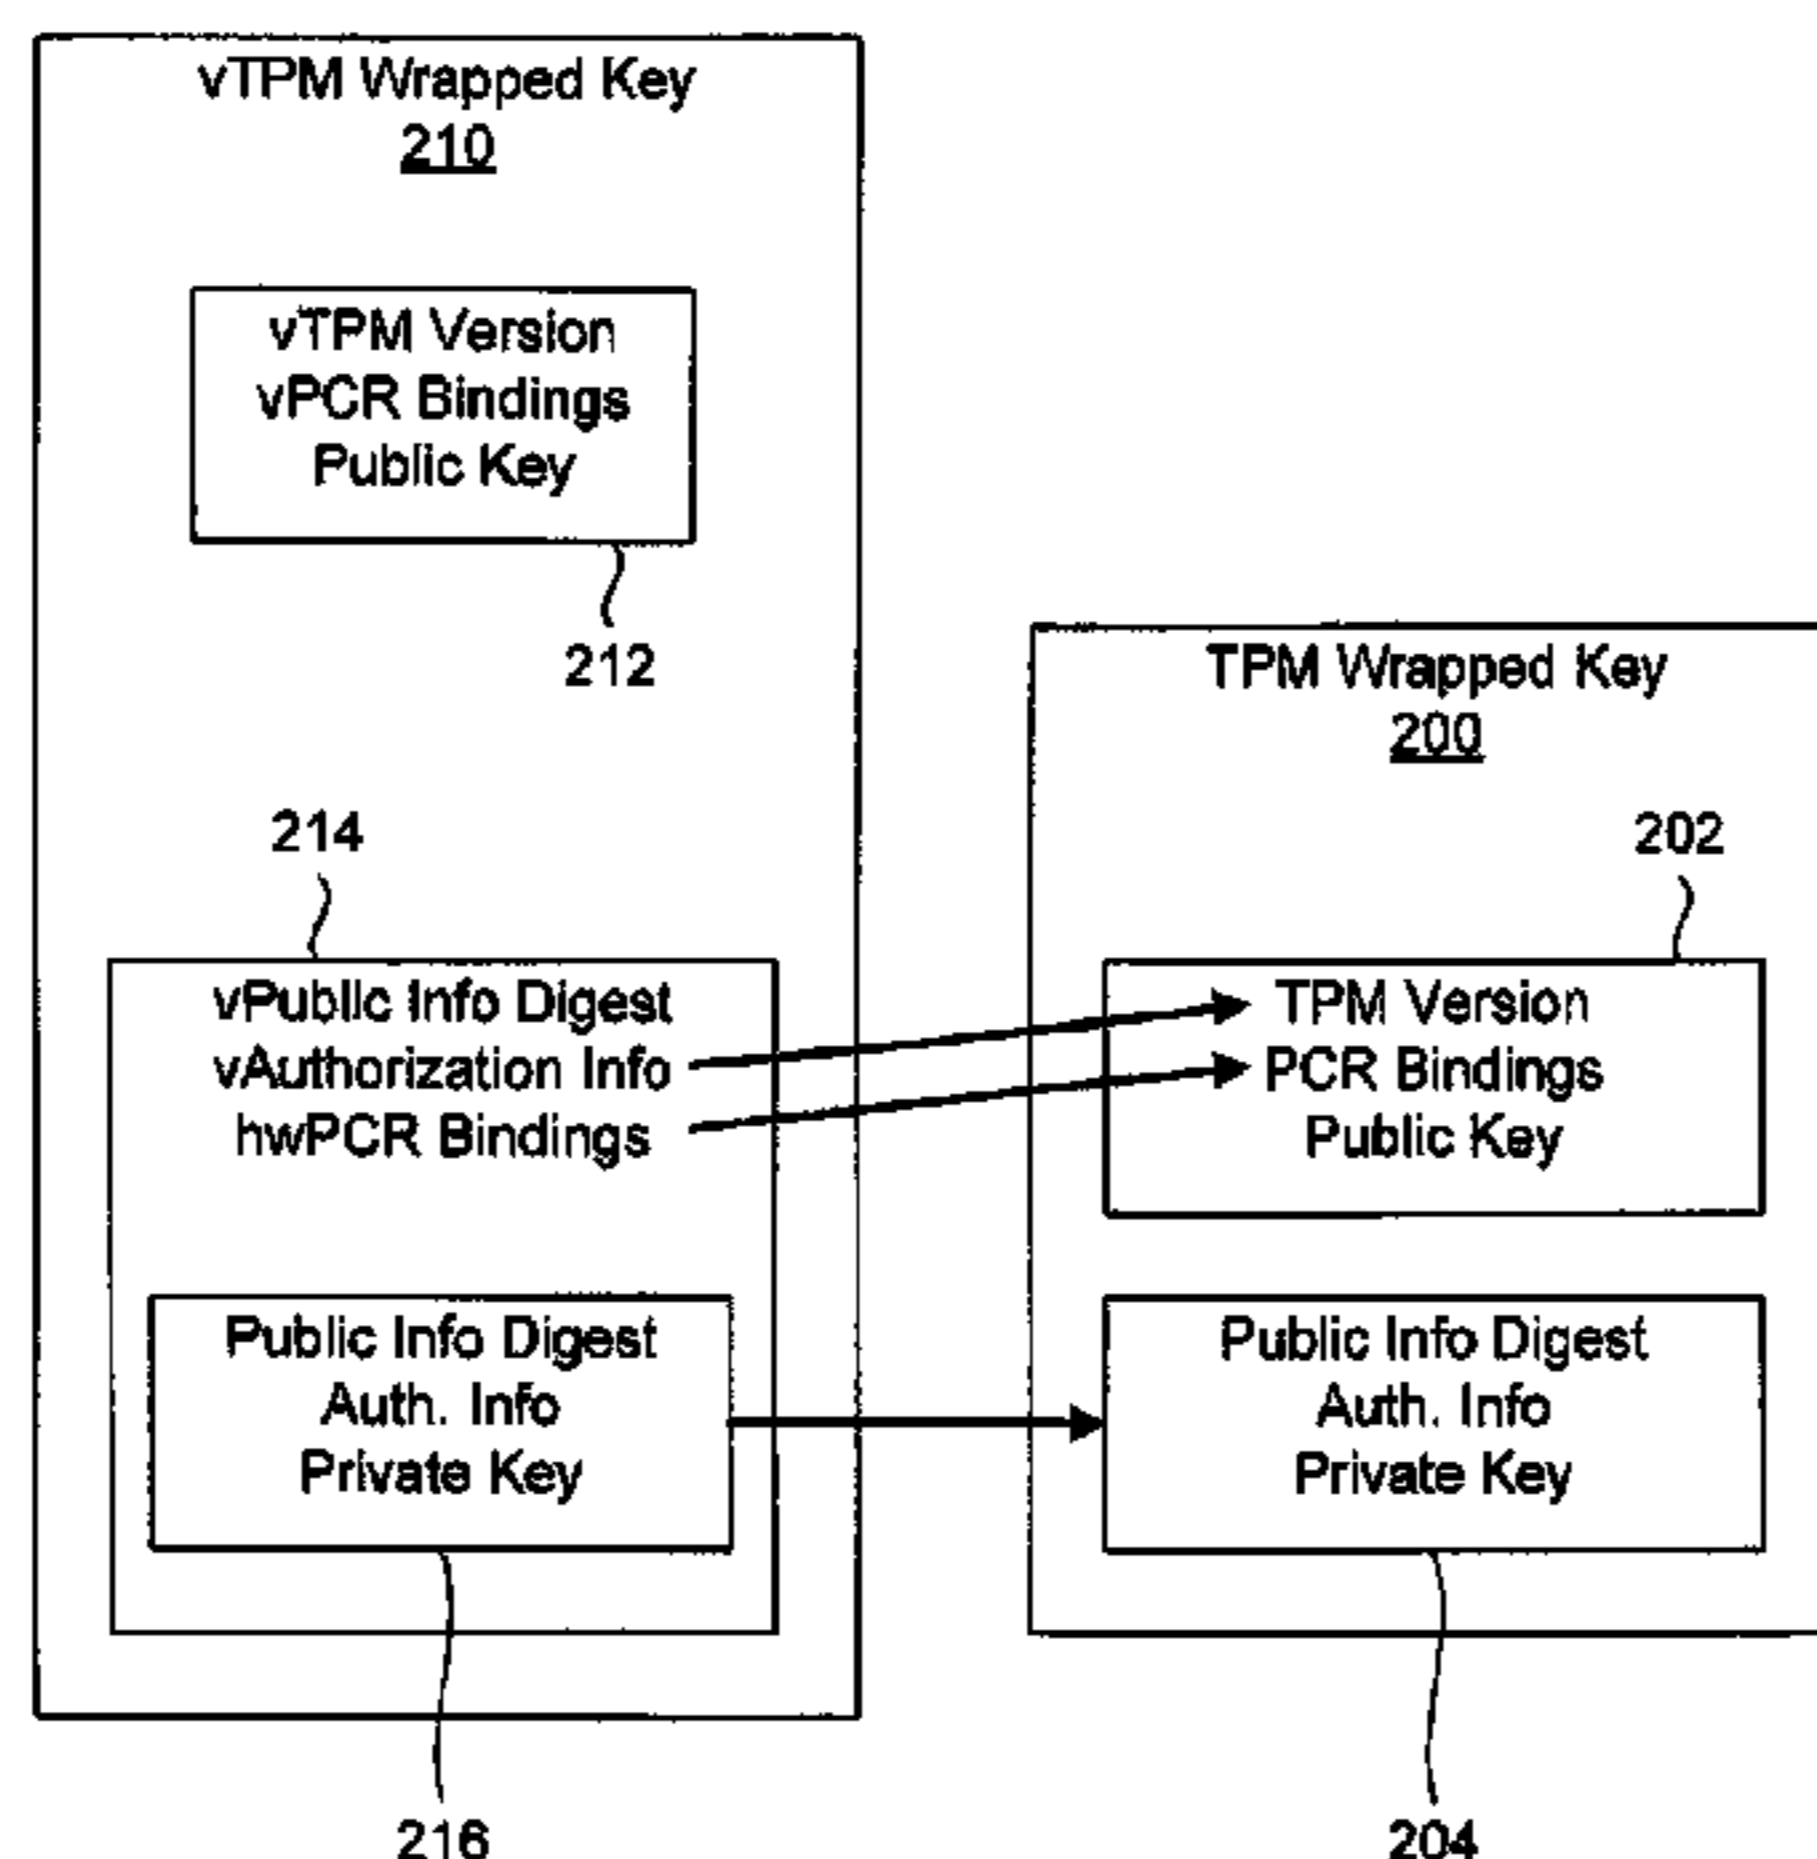 vTPM Wrapped Key
210
vTPM Version
vPCR Bindings
Public Key
212
214
vPublic Info Digest
vAuthorization Info
hwPCR Bindings
Public Info Digest
Auth. Info
Private Key
216
TPM Wrapped Key
200
202
TPM Version
PCR Bindings
Public Key
Public Info Digest
Auth. Info
Private Key
204